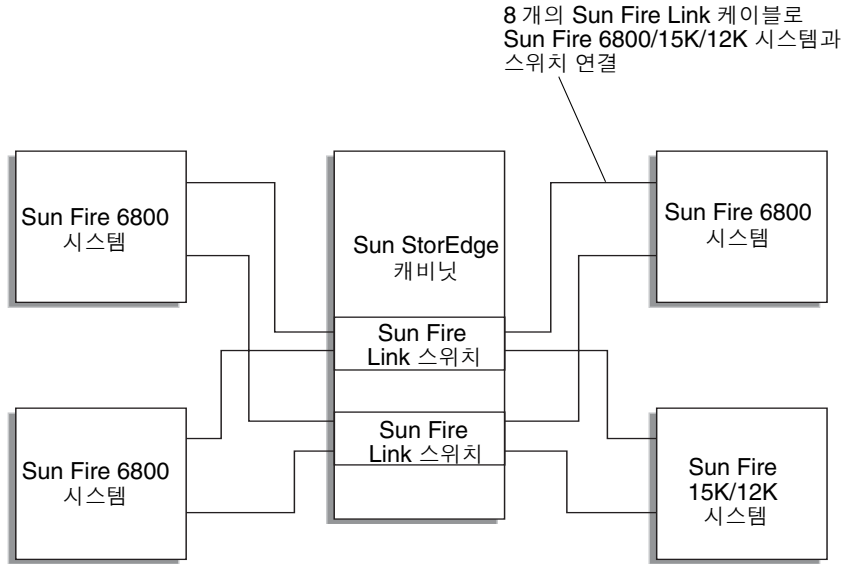 8 개의 Sun Fire Link 케이블로
Sun Fire 6800/15K/12K 시스템과
스위치 연결
Sun Fire 6800
시스템
Sun StorEdge
캐비닛
Sun Fire 6800
시스템
Sun Fire
Link 스위치
Sun Fire
Link 스위치
Sun Fire 6800
시스템
Sun Fire
15K/12K
시스템